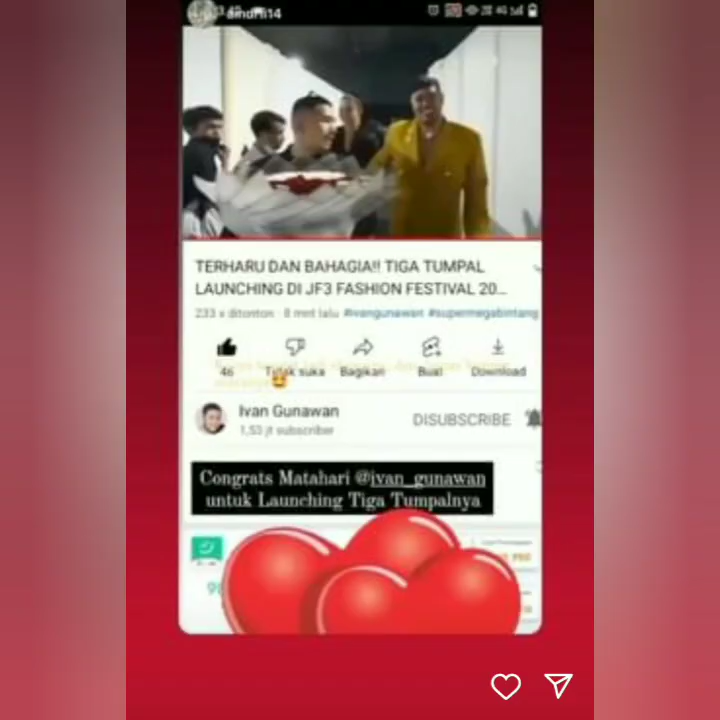 TERHARU DAN BAHAGIA!! TIGA TUMPAL
LAUNCHING DI JF3 FASHION FESTIVAL 20...
233 x ditonton · 8 mnt lalu #ivangunawan #supermegabintang
46 Tidak suka Bagikan Buat Download
Ivan Gunawan
1,53 jt subscriber
DISUBSCRIBE
Congrats Matahari @ivan_gunawan
untuk Launching Tiga Tumpalnya